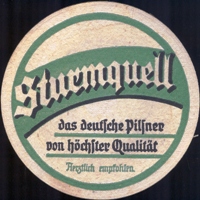 Sturmquell
das deutsche Pilsner
von höchster Qualität
Ärztlich empfohlen.